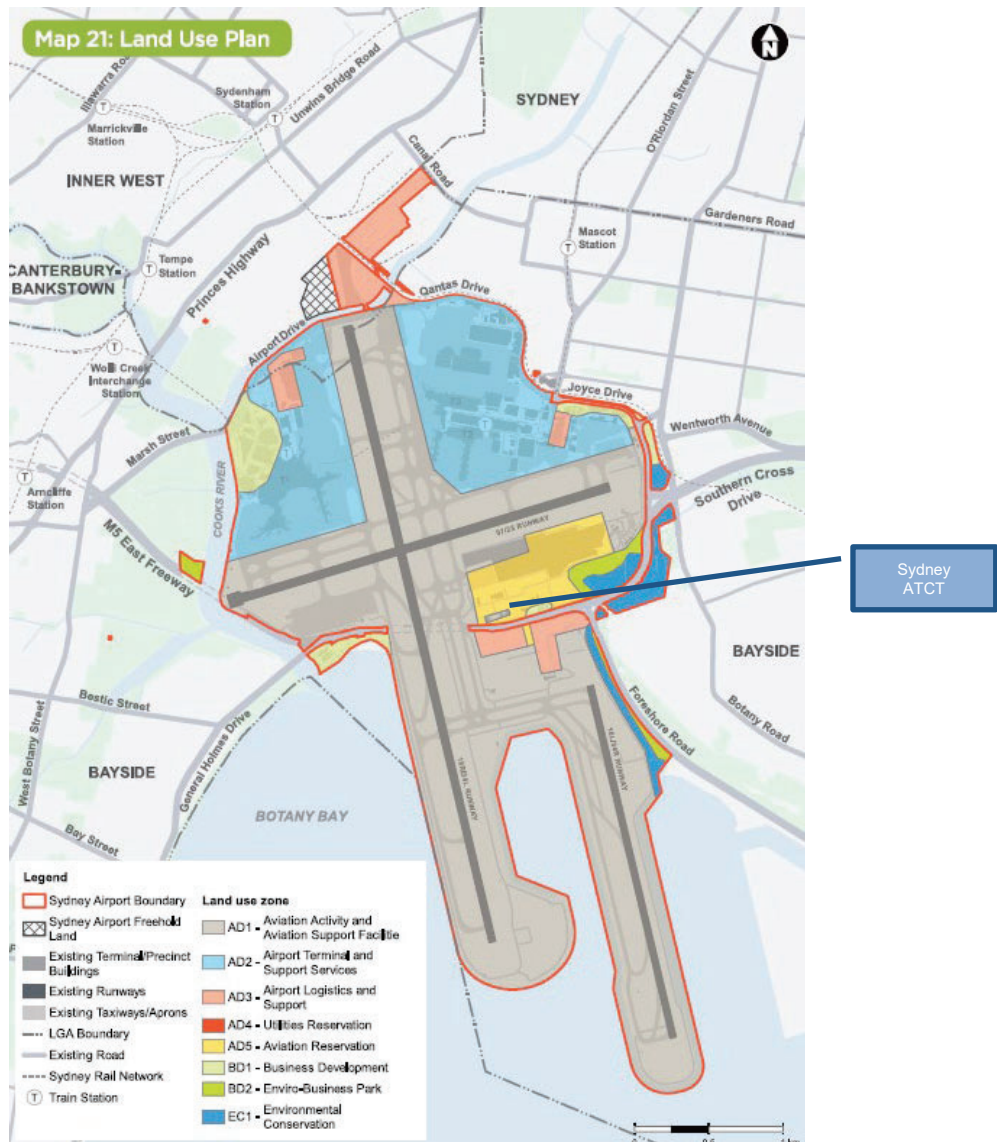 Map 21: Land Use Plan
N
Illawarra Road
Sydenham
Station
Unwins Bridge Road
SYDNEY
O'Riordan Street
Marrickville
Station
Canal Road
INNER WEST
Gardeners Road
Mascot
Station
Tempe
Station
CANTERBURY-
BANKSTOWN
Princes Highway
Qantas Drive
Airport Drive
Wolli Creek
Interchange
Station
Joyce Drive
Wentworth Avenue
Marsh Street
Southern Cross
Drive
Arncliffe
Station
COOKS RIVER
M5 East Freeway
07/25 RUNWAY
Sydney
ATCT
BAYSIDE
Bestic Street
General Holmes Drive
Foreshore Road
Botany Road
West Botany Street
BAYSIDE
16R/34L RUNWAY
16L/34R RUNWAY
BOTANY BAY
Bay Street
Legend
Sydney Airport Boundary
Sydney Airport Freehold
Land
Existing Terminal/Precinct
Buildings
Existing Runways
Existing Taxiways/Aprons
LGA Boundary
Existing Road
Sydney Rail Network
T Train Station
Land use zone
AD1 - Aviation Activity and
Aviation Support Facilitie
AD2 - Airport Terminal and
Support Services
AD3 - Airport Logistics and
Support
AD4 - Utilities Reservation
AD5 - Aviation Reservation
BD1 - Business Development
BD2 - Enviro-Business Park
EC1 - Environmental
Conservation